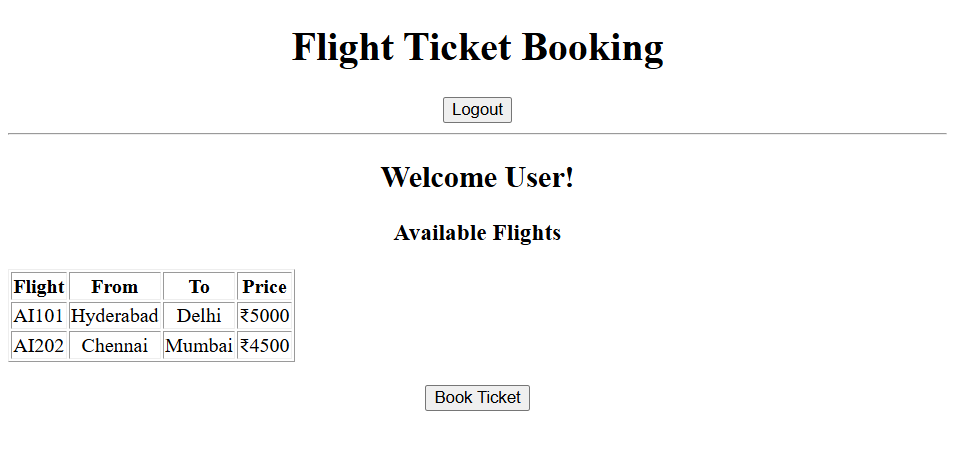 Flight Ticket Booking
Logout
Welcome User!
Available Flights
Flight From To Price
AI101 Hyderabad Delhi ₹5000
AI202 Chennai Mumbai ₹4500
Book Ticket